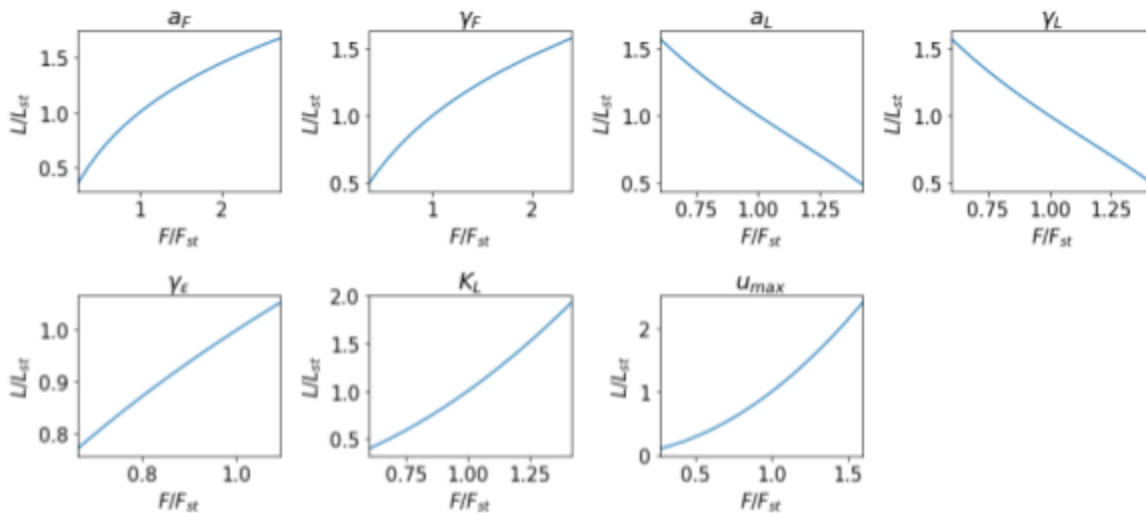 a_F γ_F a_L γ_L
1.5 1.5 1.5 1.5
1.0 1.0 1.0 1.0
0.5 0.5 0.5 0.5
L/L_st L/L_st L/L_st L/L_st
1 2 1 2 0.75 1.00 1.25 0.75 1.00 1.25
F/F_st F/F_st F/F_st F/F_st
γ_ε K_L u_max
1.0 2.0 2
0.9 1.5 1
0.8 1.0 0
0.5
L/L_st L/L_st L/L_st
0.8 1.0 0.75 1.00 1.25 0.5 1.0 1.5
F/F_st F/F_st F/F_st